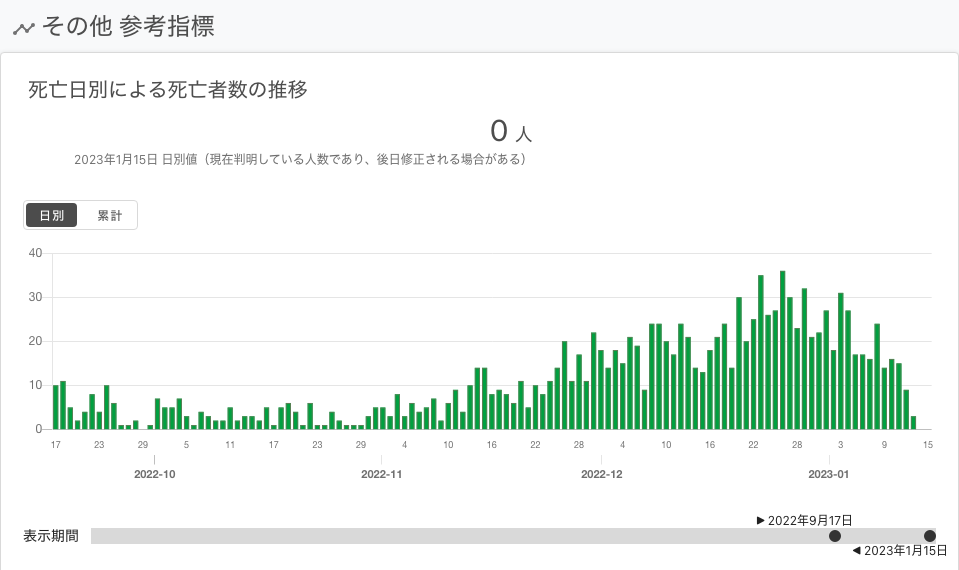 その他 参考指標
死亡日別による死亡者数の推移
0 人
2023年1月15日 日別値（現在判明している人数であり、後日修正される場合がある）
日別 累計
40
30
20
10
0
17 23 29 5 11 17 23 29 4 10 16 22 28 4 10 16 22 28 3 9 15
2022-10 2022-11 2022-12 2023-01
▶ 2022年9月17日
表示期間
◀ 2023年1月15日